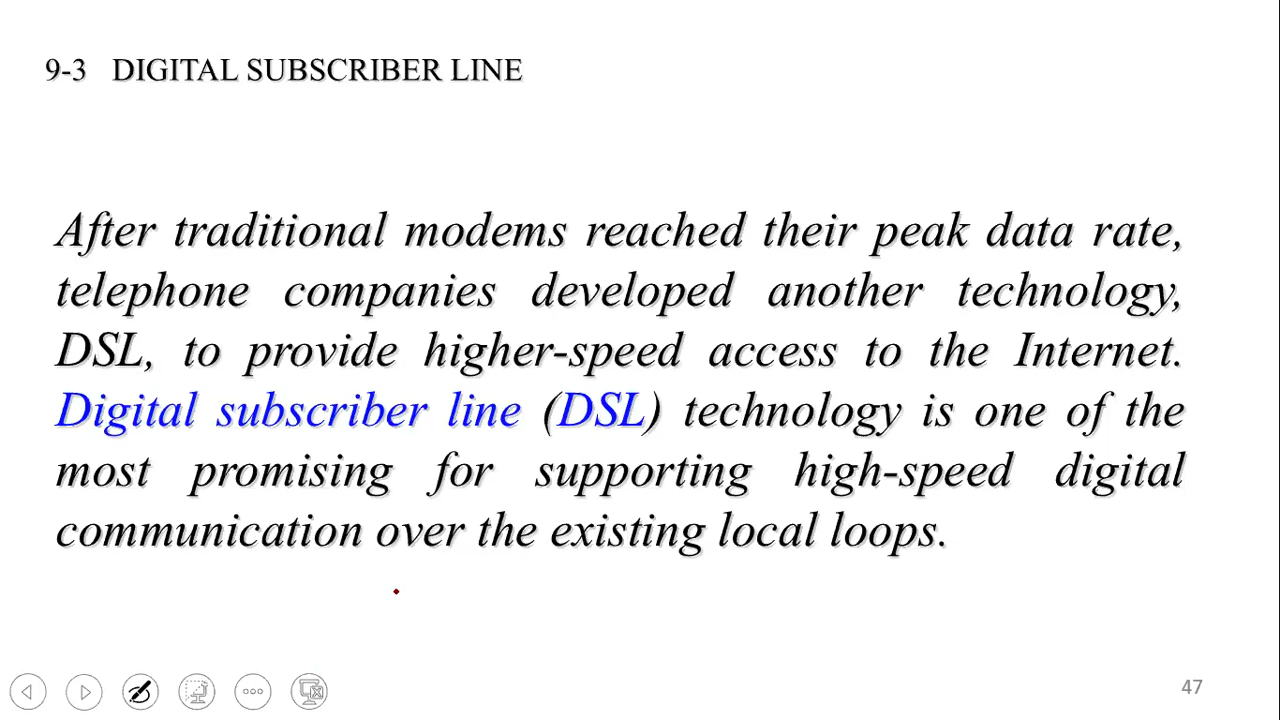 9-3 DIGITAL SUBSCRIBER LINE
After traditional modems reached their peak data rate,
telephone companies developed another technology,
DSL, to provide higher-speed access to the Internet.
Digital subscriber line (DSL) technology is one of the
most promising for supporting high-speed digital
communication over the existing local loops.
47